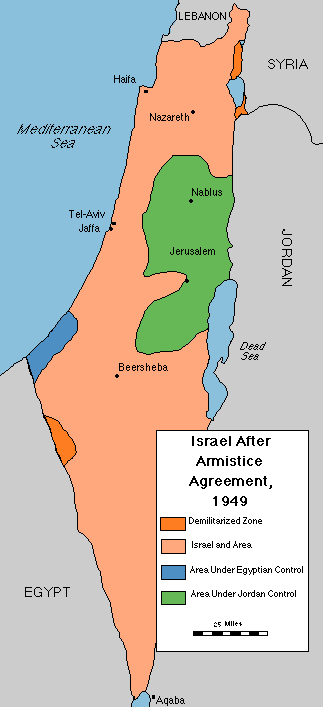 LEBANON
SYRIA
Haifa
Nazareth
Mediterranean
Sea
Nablus
Tel-Aviv
Jaffa
Jerusalem
JORDAN
Dead
Sea
Beersheba
Israel After
Armistice
Agreement,
1949
Demilitarized Zone
Israel and Area
Area Under Egyptian Control
Area Under Jordan Control
25 Miles
EGYPT
Aqaba